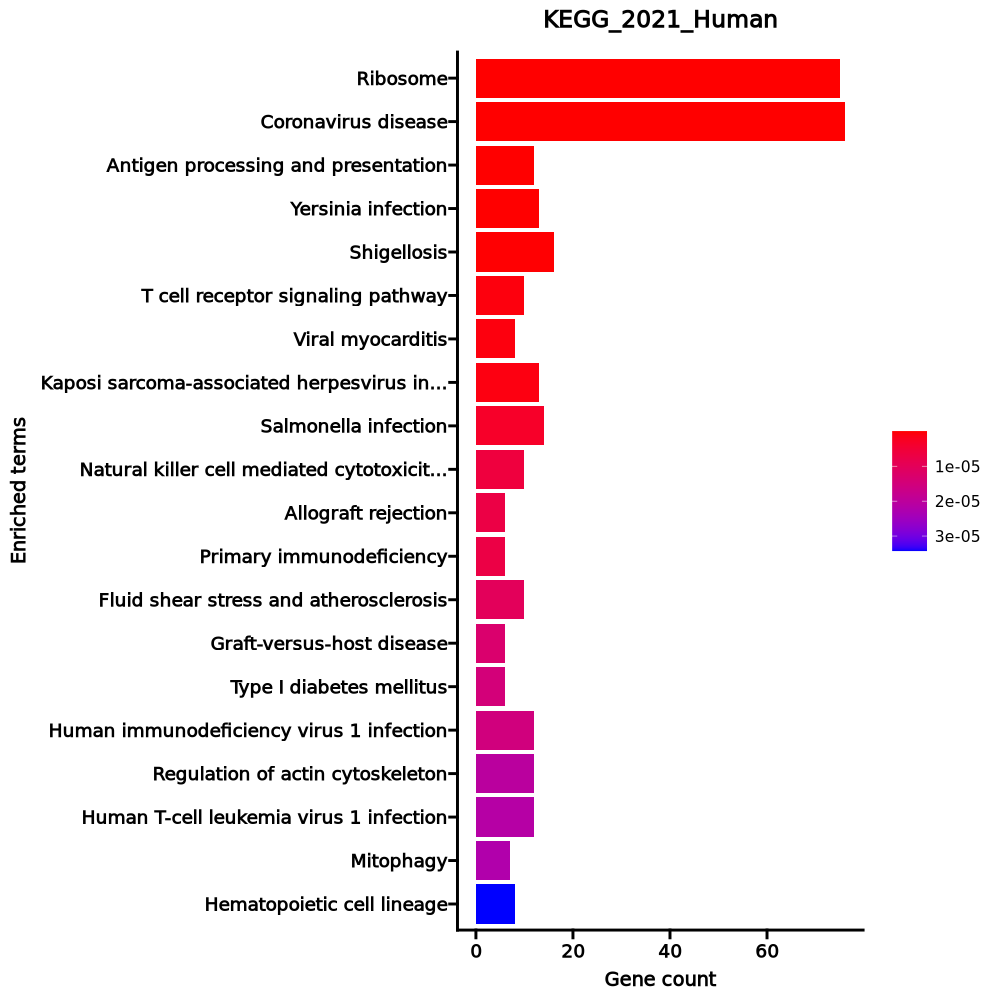 KEGG_2021_Human
Ribosome
Coronavirus disease
Antigen processing and presentation
Yersinia infection
Shigellosis
T cell receptor signaling pathway
Viral myocarditis
Kaposi sarcoma-associated herpesvirus in...
Salmonella infection
Natural killer cell mediated cytotoxicit...
Allograft rejection
Primary immunodeficiency
Fluid shear stress and atherosclerosis
Graft-versus-host disease
Type I diabetes mellitus
Human immunodeficiency virus 1 infection
Regulation of actin cytoskeleton
Human T-cell leukemia virus 1 infection
Mitophagy
Hematopoietic cell lineage
Enriched terms
0 20 40 60
Gene count
1e-05
2e-05
3e-05